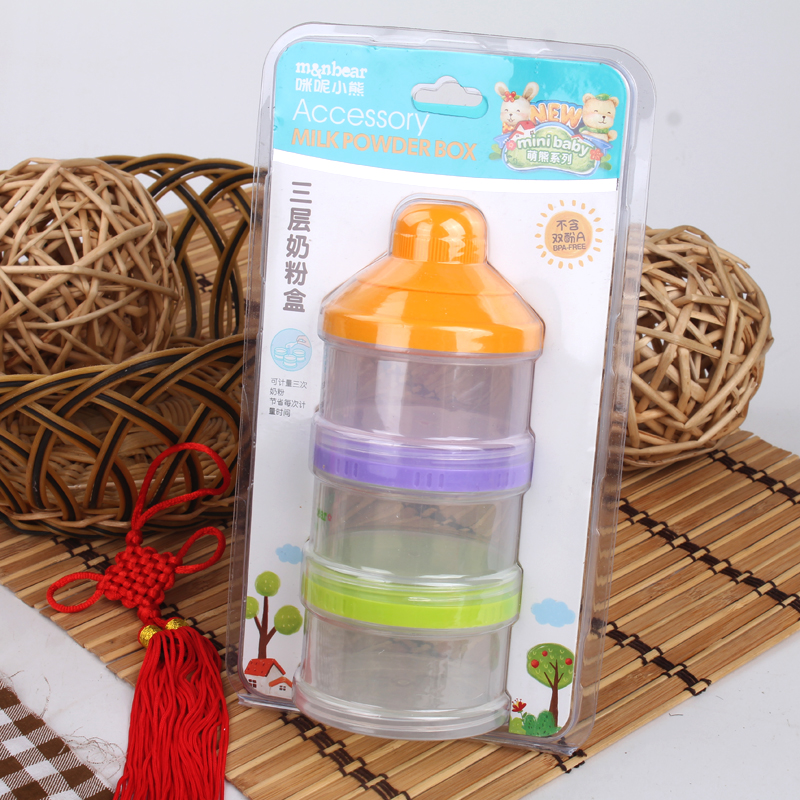 m&nbear
咪呢小熊
Accessory
MILK POWDER BOX
NEW
mini baby
萌熊系列
不含
双酚A
BPA-FREE
三层奶粉盒
可计量三次
奶粉
节省每次计
量时间